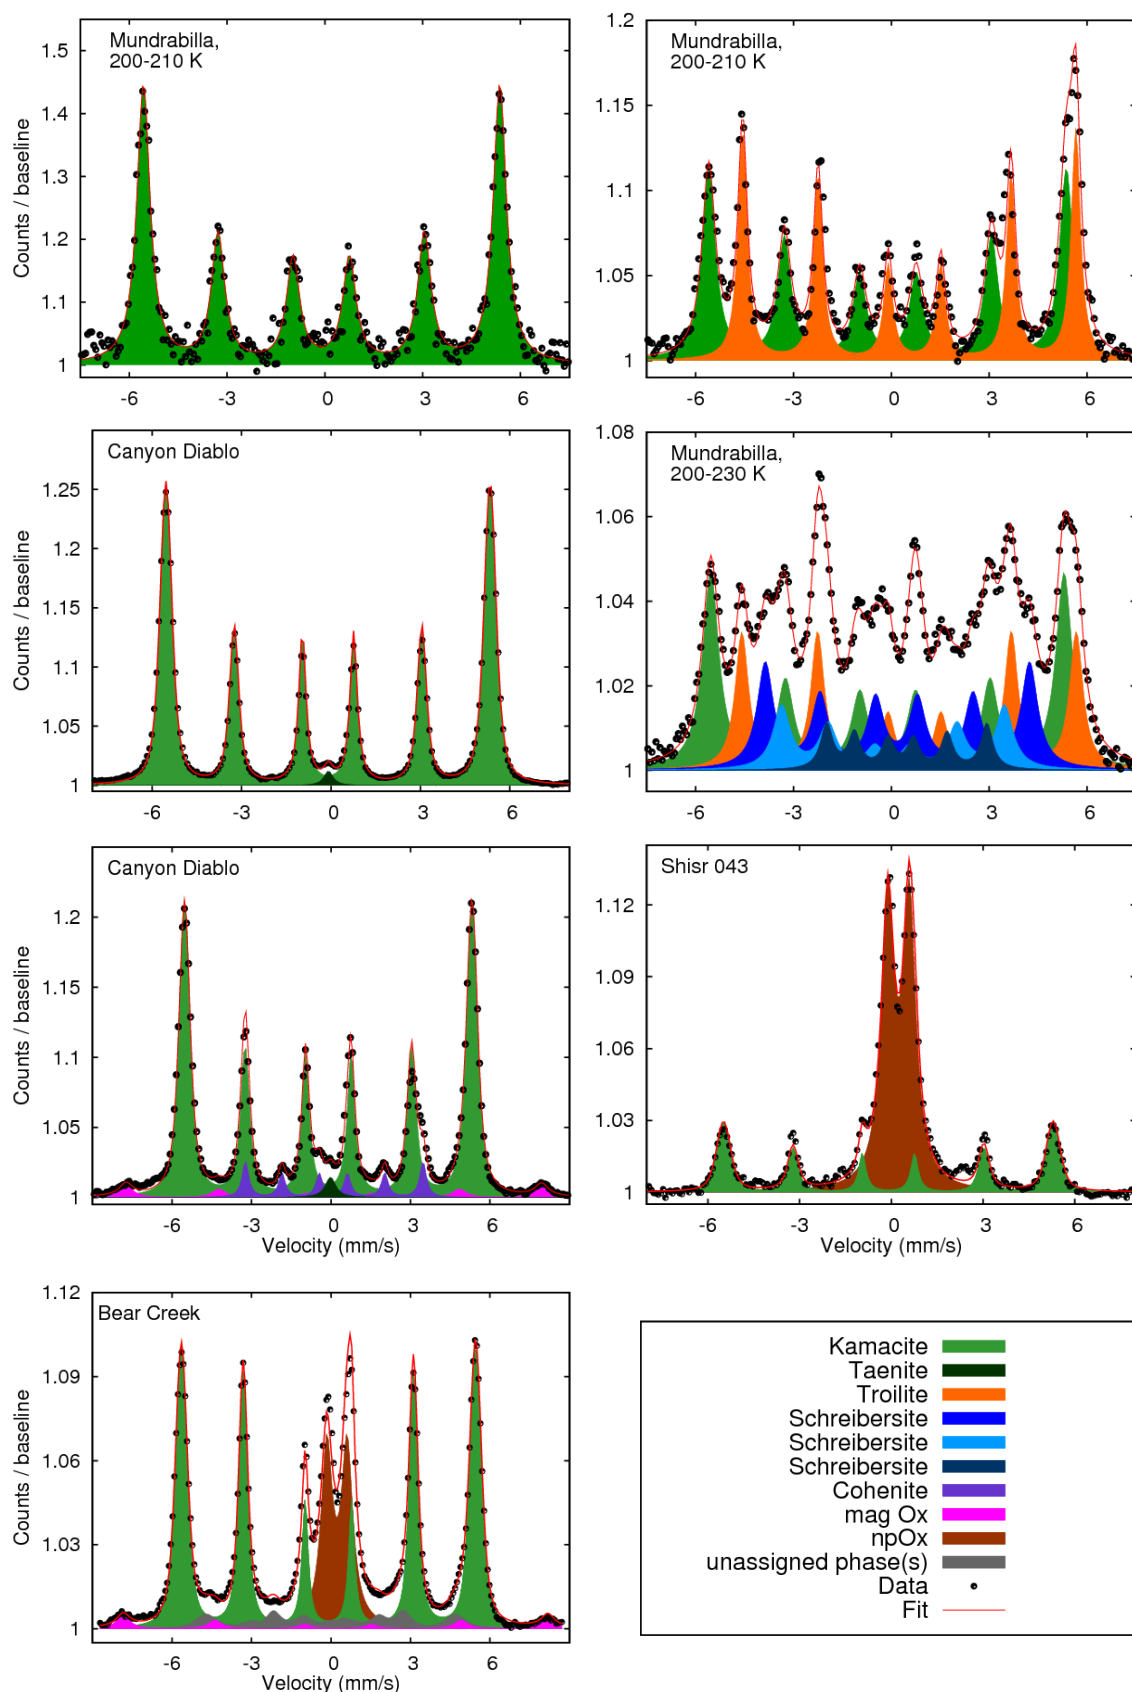 Mundrabilla,
200-210 K
Counts / baseline
1.5
1.4
1.3
1.2
1.1
1
-6 -3 0 3 6
Mundrabilla,
200-210 K
1.2
1.15
1.1
1.05
1
-6 -3 0 3 6
Canyon Diablo
Counts / baseline
1.25
1.2
1.15
1.1
1.05
1
-6 -3 0 3 6
Mundrabilla,
200-230 K
1.08
1.06
1.04
1.02
1
-6 -3 0 3 6
Canyon Diablo
Counts / baseline
1.2
1.15
1.1
1.05
1
-6 -3 0 3 6
Velocity (mm/s)
Shisr 043
1.12
1.09
1.06
1.03
1
-6 -3 0 3 6
Velocity (mm/s)
Bear Creek
Counts / baseline
1.12
1.09
1.06
1.03
1
-6 -3 0 3 6
Velocity (mm/s)
Kamacite
Taenite
Troilite
Schreibersite
Schreibersite
Schreibersite
Cohenite
mag Ox
npOx
unassigned phase(s)
Data
Fit